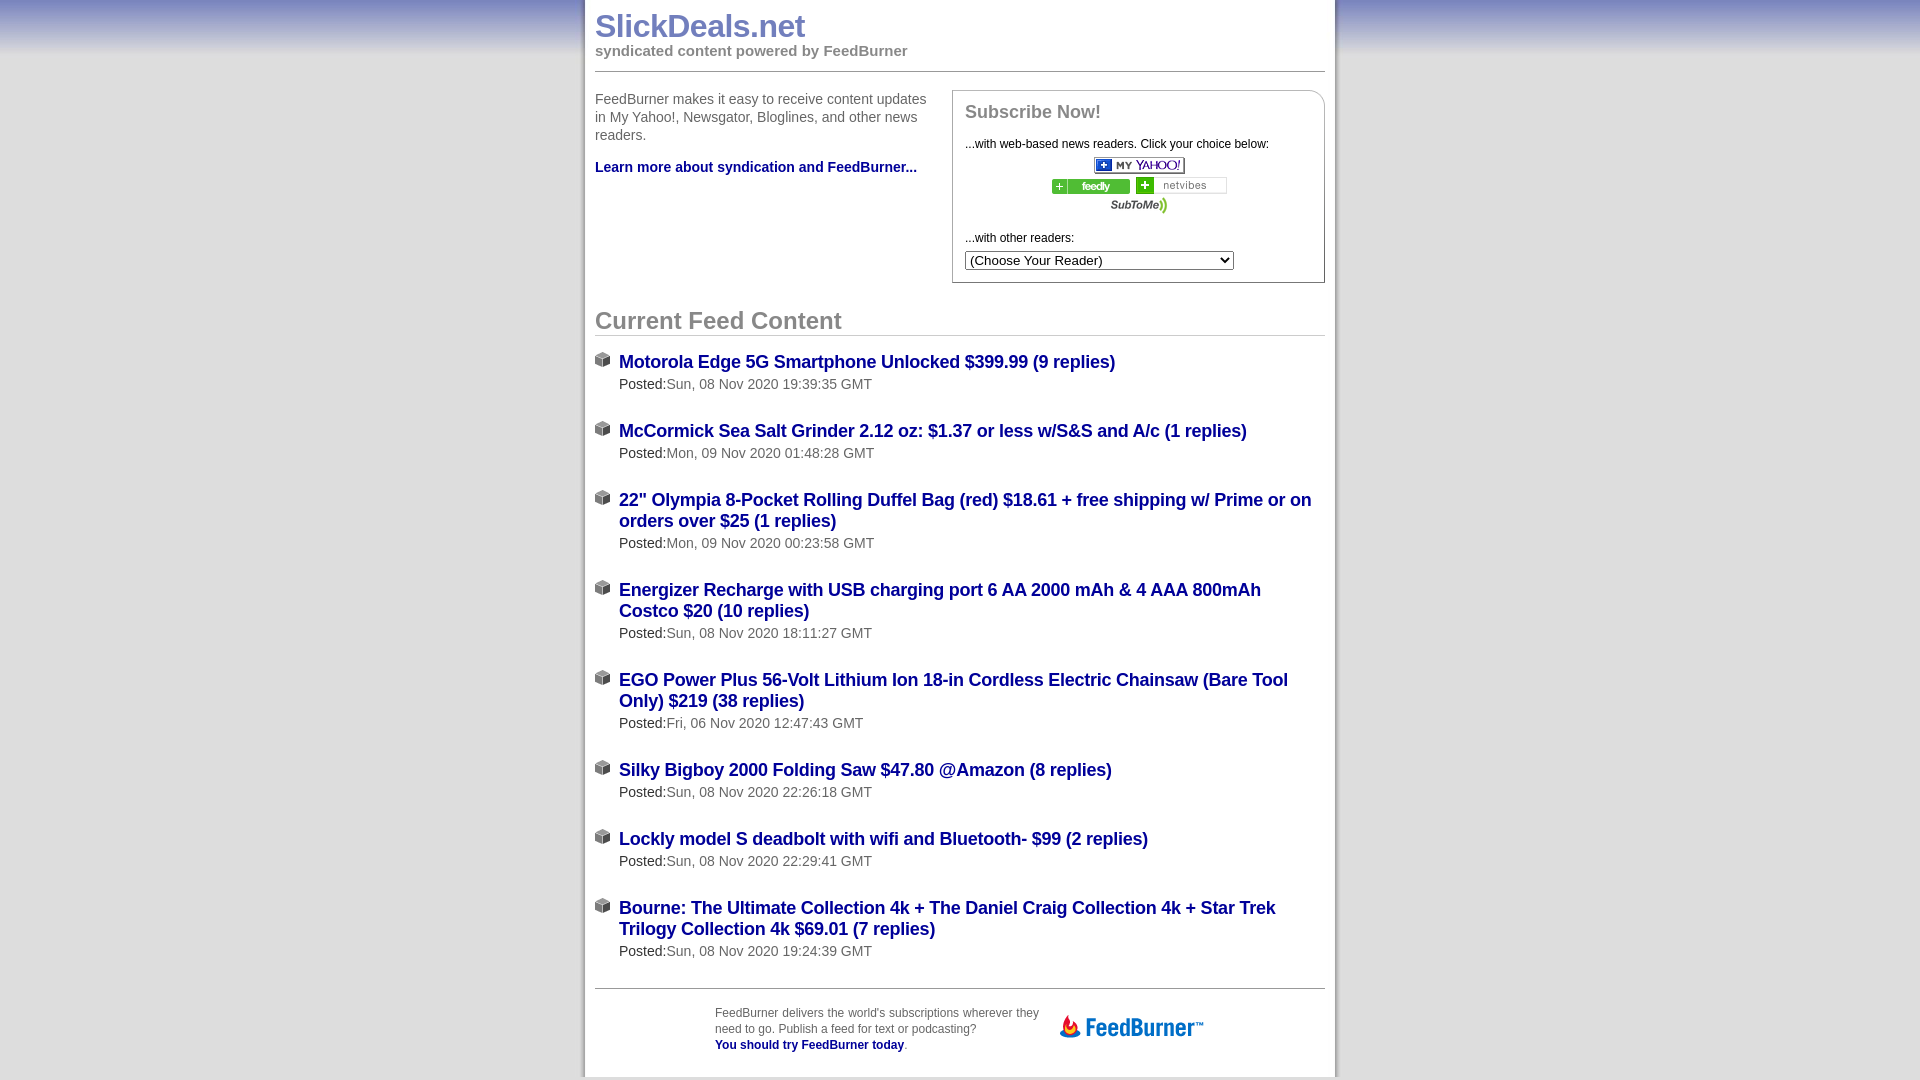 SlickDeals.net
syndicated content powered by FeedBurner
FeedBurner makes it easy to receive content updates
in My Yahoo!, Newsgator, Bloglines, and other news
readers.
Learn more about syndication and FeedBurner...
Subscribe Now!
...with web-based news readers. Click your choice below:
MY YAHOO!
feedly
netvibes
SubToMe
...with other readers:
(Choose Your Reader)
Current Feed Content
Motorola Edge 5G Smartphone Unlocked $399.99 (9 replies)
Posted:Sun, 08 Nov 2020 19:39:35 GMT
McCormick Sea Salt Grinder 2.12 oz: $1.37 or less w/S&S and A/c (1 replies)
Posted:Mon, 09 Nov 2020 01:48:28 GMT
22" Olympia 8-Pocket Rolling Duffel Bag (red) $18.61 + free shipping w/ Prime or on
orders over $25 (1 replies)
Posted:Mon, 09 Nov 2020 00:23:58 GMT
Energizer Recharge with USB charging port 6 AA 2000 mAh & 4 AAA 800mAh
Costco $20 (10 replies)
Posted:Sun, 08 Nov 2020 18:11:27 GMT
EGO Power Plus 56-Volt Lithium Ion 18-in Cordless Electric Chainsaw (Bare Tool
Only) $219 (38 replies)
Posted:Fri, 06 Nov 2020 12:47:43 GMT
Silky Bigboy 2000 Folding Saw $47.80 @Amazon (8 replies)
Posted:Sun, 08 Nov 2020 22:26:18 GMT
Lockly model S deadbolt with wifi and Bluetooth- $99 (2 replies)
Posted:Sun, 08 Nov 2020 22:29:41 GMT
Bourne: The Ultimate Collection 4k + The Daniel Craig Collection 4k + Star Trek
Trilogy Collection 4k $69.01 (7 replies)
Posted:Sun, 08 Nov 2020 19:24:39 GMT
FeedBurner delivers the world's subscriptions wherever they
need to go. Publish a feed for text or podcasting?
You should try FeedBurner today.
FeedBurner™